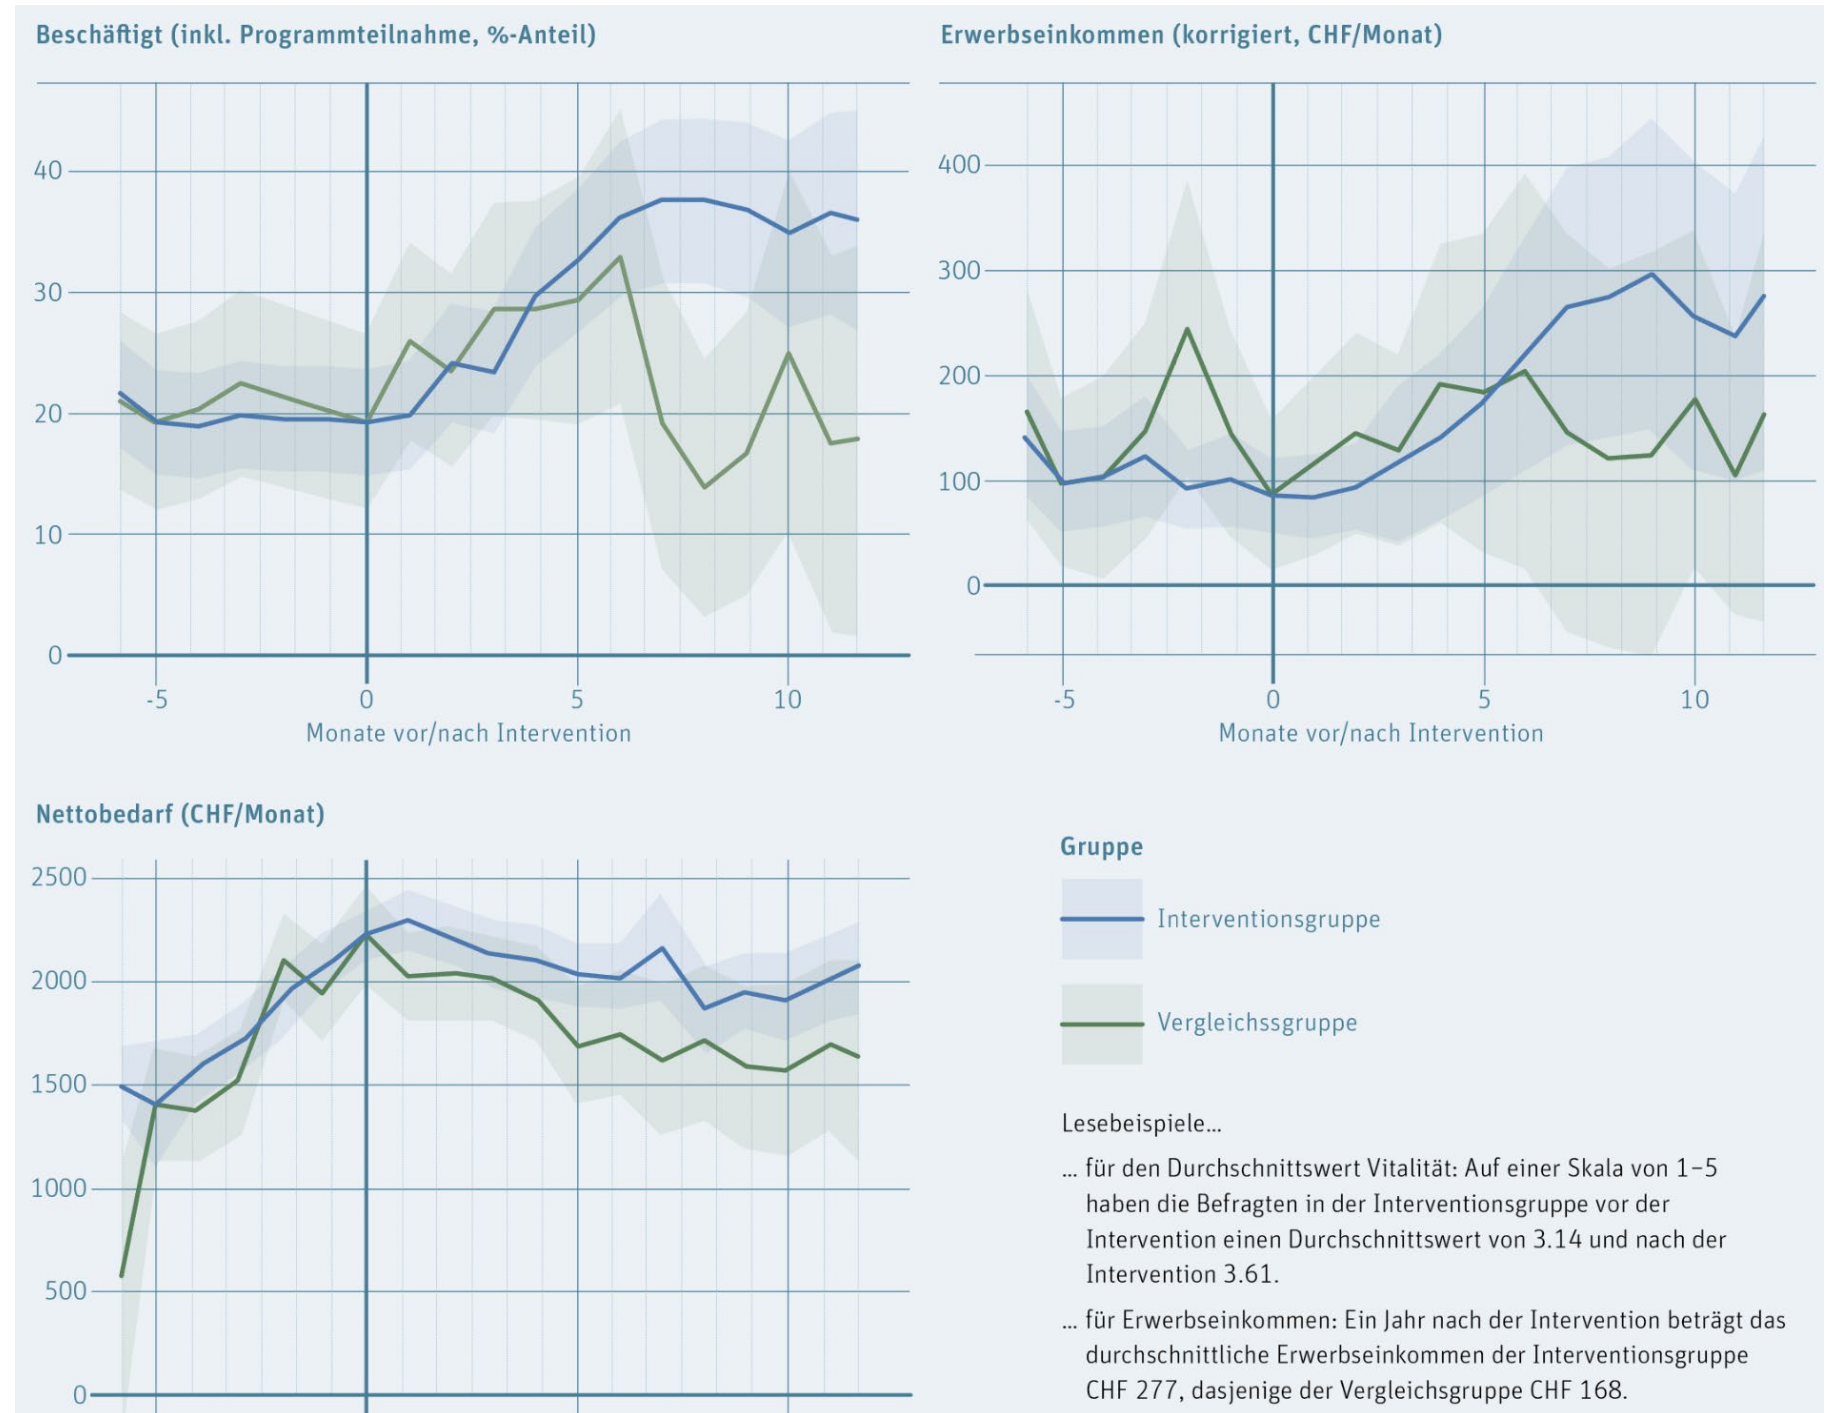 Beschäftigt (inkl. Programmteilnahme, %-Anteil)
40
30
20
10
0
-5
0
5
10
Monate vor/nach Intervention
Erwerbseinkommen (korrigiert, CHF/Monat)
400
300
200
100
0
-5
0
5
10
Monate vor/nach Intervention
Nettobedarf (CHF/Monat)
2500
2000
1500
1000
500
0
Gruppe
Interventionsgruppe
Vergleichssgruppe
Lesebeispiele...
... für den Durchschnittswert Vitalität: Auf einer Skala von 1–5
haben die Befragten in der Interventionsgruppe vor der
Intervention einen Durchschnittswert von 3.14 und nach der
Intervention 3.61.
... für Erwerbseinkommen: Ein Jahr nach der Intervention beträgt das
durchschnittliche Erwerbseinkommen der Interventionsgruppe
CHF 277, dasjenige der Vergleichsgruppe CHF 168.